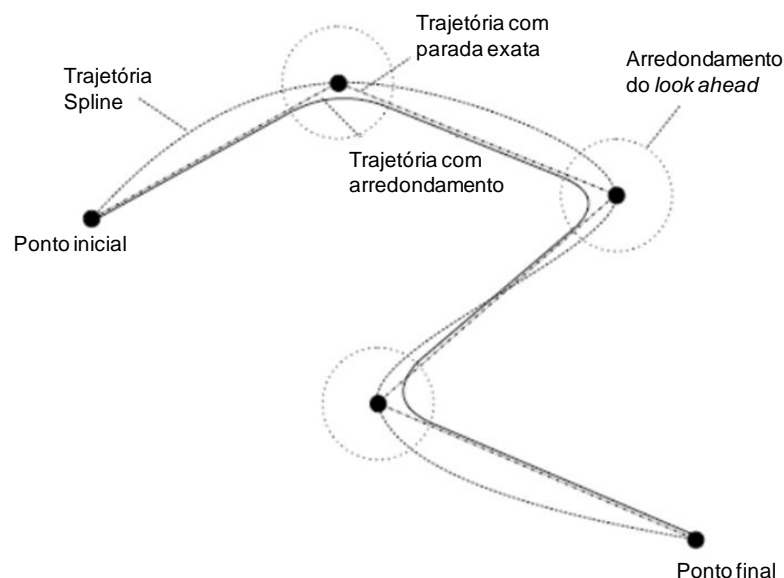 Trajetória com
parada exata
Arredondamento
do look ahead
Trajetória
Spline
Trajetória com
arredondamento
Ponto inicial
Ponto final